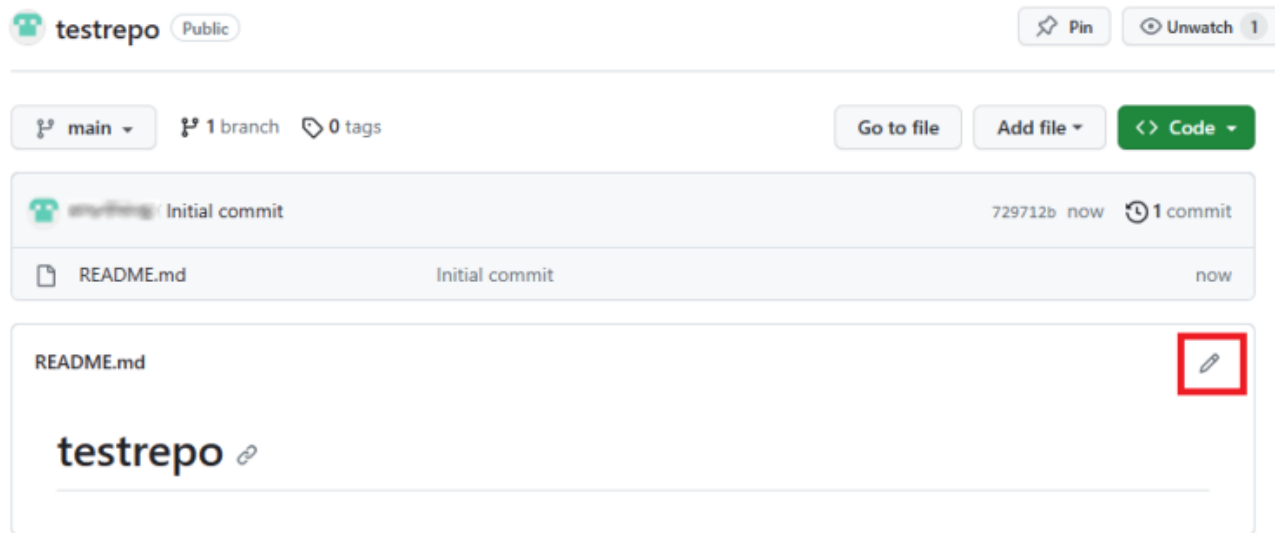 testrepo Public Pin Unwatch 1
main 1 branch 0 tags Go to file Add file <> Code
Initial commit 729712b now 1 commit
README.md Initial commit now
README.md
testrepo